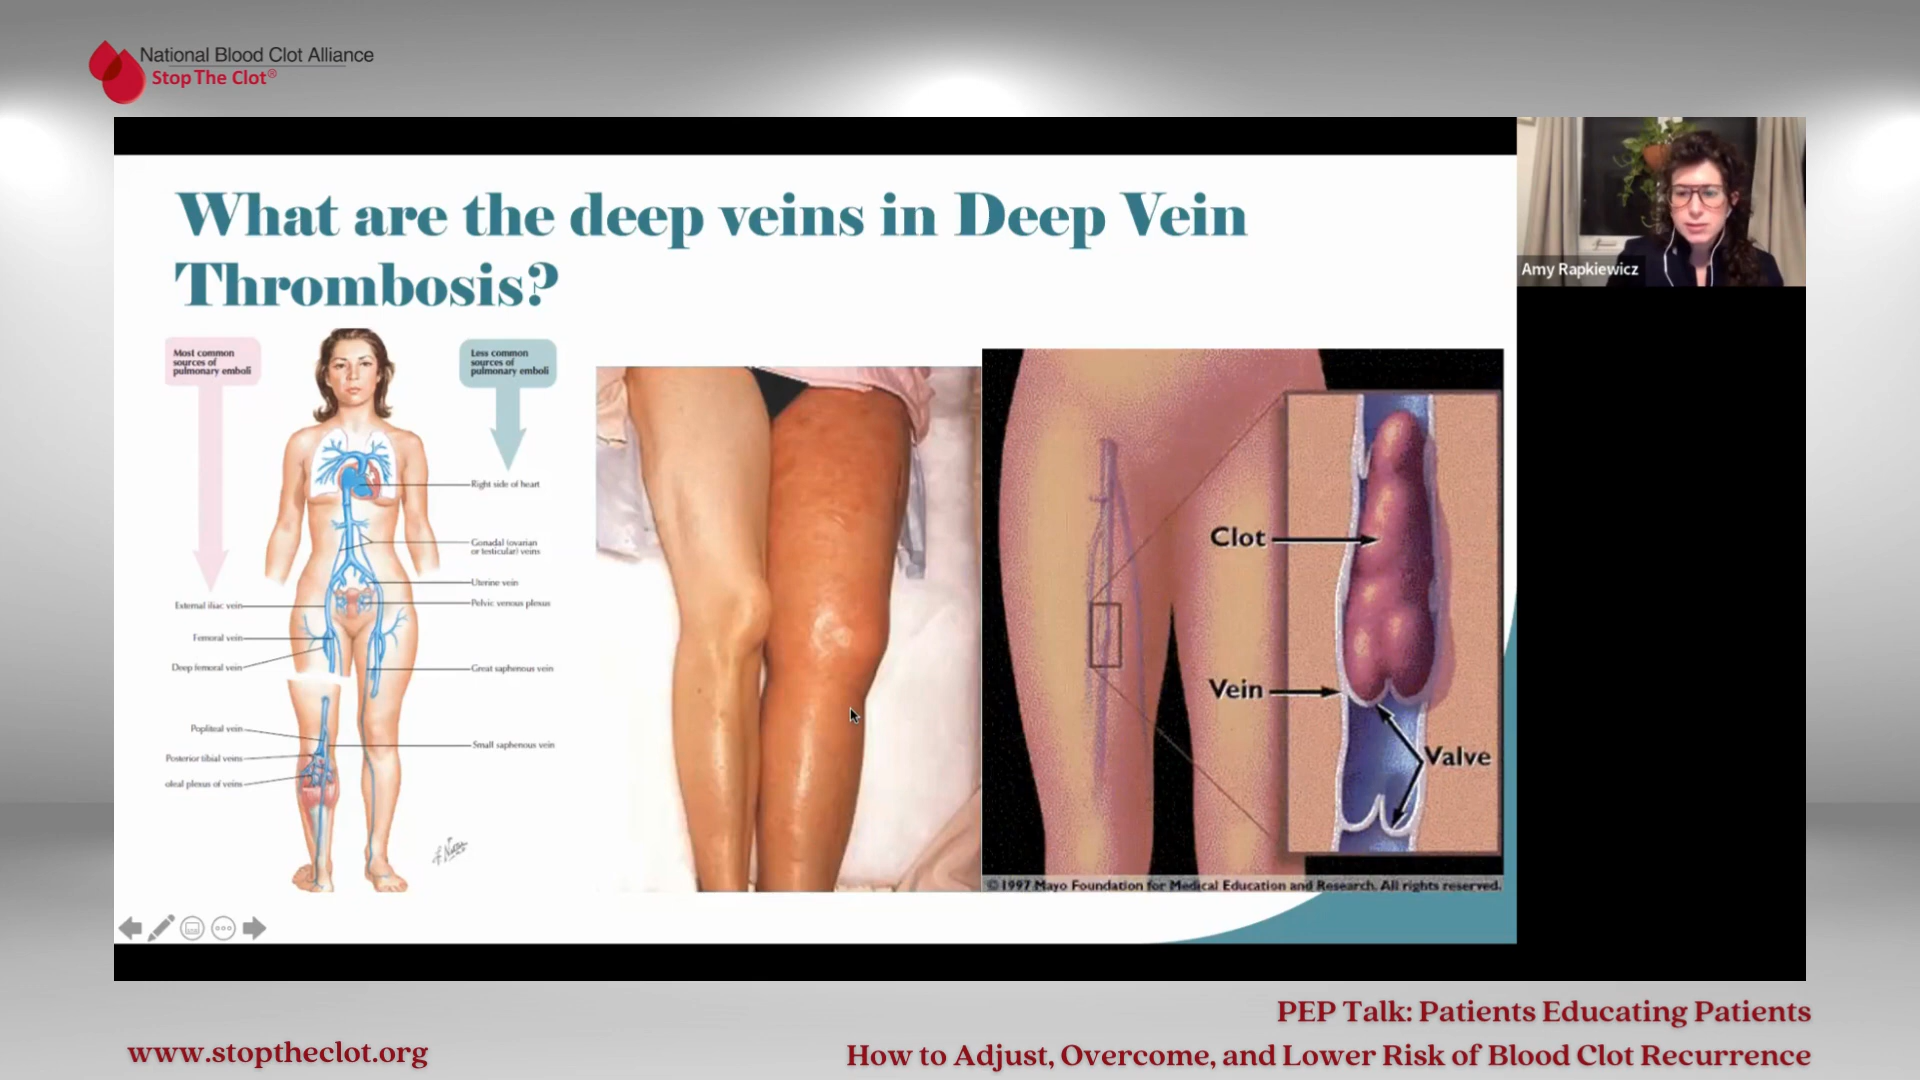 National Blood Clot Alliance
Stop The Clot®
What are the deep veins in Deep Vein
Thrombosis?
Most common
sources of
pulmonary emboli
Less common
sources of
pulmonary emboli
Right side of heart
Gonadal (ovarian
or testicular) veins
Uterine vein
Pelvic venous plexus
Great saphenous vein
Small saphenous vein
External iliac vein
Femoral vein
Deep femoral vein
Popliteal vein
Posterior tibial veins
oleal plexus of veins
Clot
Vein
Valve
©1997 Mayo Foundation for Medical Education and Research. All rights reserved.
Amy Rapkiewicz
PEP Talk: Patients Educating Patients
www.stoptheclot.org
How to Adjust, Overcome, and Lower Risk of Blood Clot Recurrence